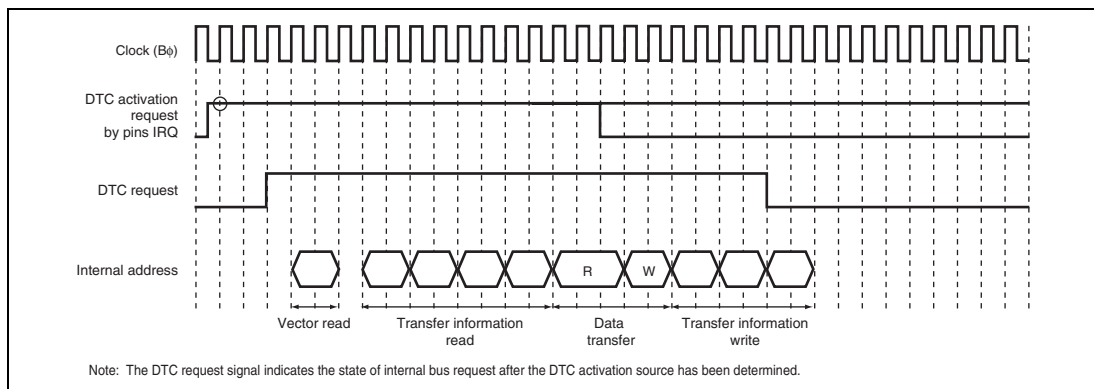 Clock (Bϕ)
DTC activation
request
by pins IRQ
DTC request
Internal address
R
W
Vector read
Transfer information
read
Data
transfer
Transfer information
write
Note: The DTC request signal indicates the state of internal bus request after the DTC activation source has been determined.